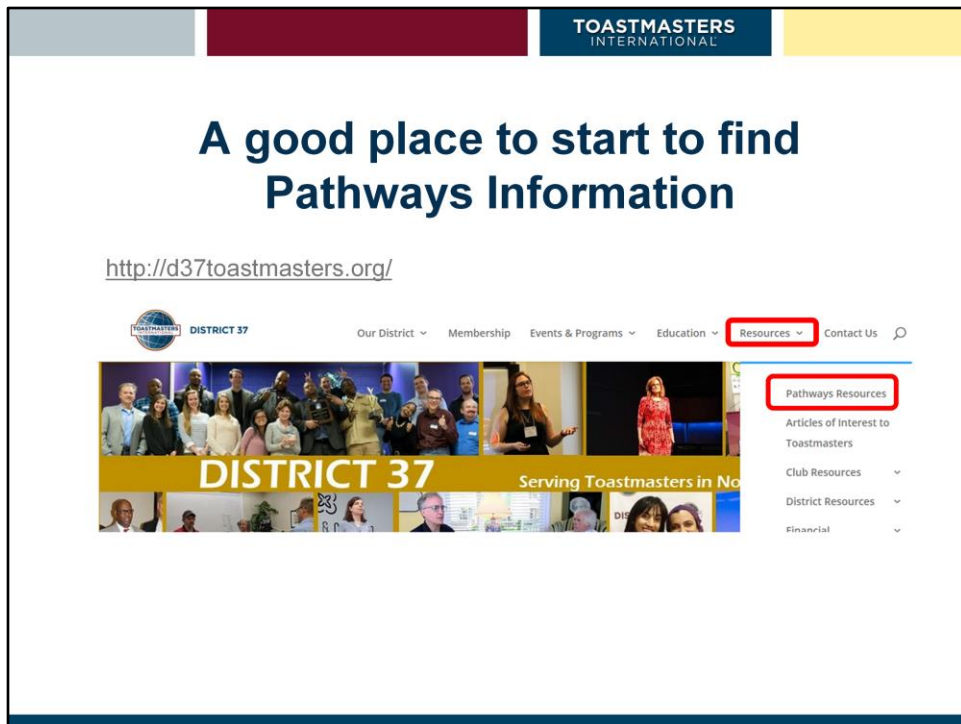 TOASTMASTERS
INTERNATIONAL
A good place to start to find
Pathways Information
http://d37toastmasters.org/
TOASTMASTERS
INTERNATIONAL
DISTRICT 37
Our District
Membership
Events & Programs
Education
Resources
Contact Us
Pathways Resources
Articles of Interest to
Toastmasters
Club Resources
District Resources
Financial
DISTRICT 37
Serving Toastmasters in No